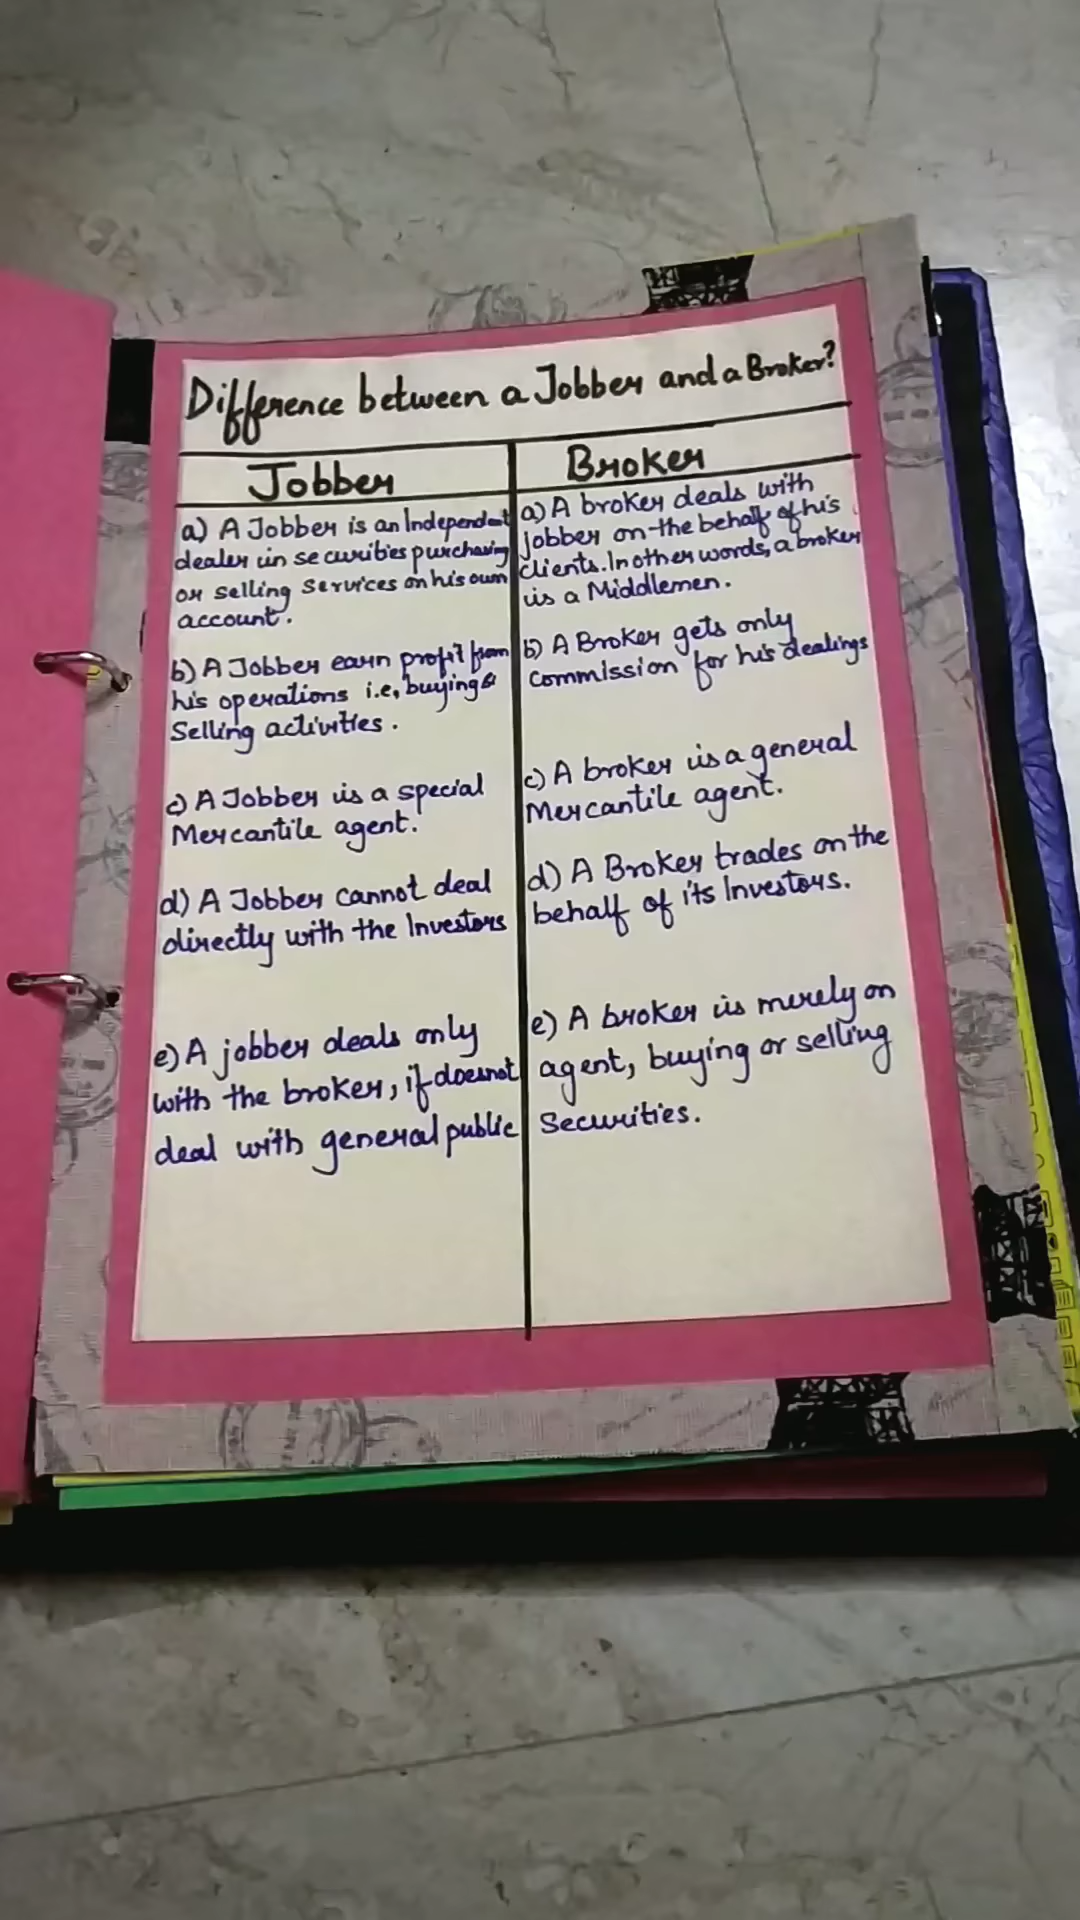 Difference between a Jobber and a Broker?
Jobber
a) A Jobber is an Independent
dealer in securities purchasing
or selling Services on his own
account.
b) A Jobber earn profit from
his operations i.e, buying &
Selling activities.
c) A Jobber is a special
Mercantile agent.
d) A Jobber cannot deal
directly with the Investors
e) A jobber deals only
with the broker, if doesnot
deal with general public
Broker
a) A broker deals with
jobber on the behalf of his
clients. In other words, a broker
is a Middlemen.
b) A Broker gets only
commission for his dealings
c) A broker is a general
Mercantile agent.
d) A Broker trades on the
behalf of its Investors.
e) A broker is merely on
agent, buying or selling
Securities.